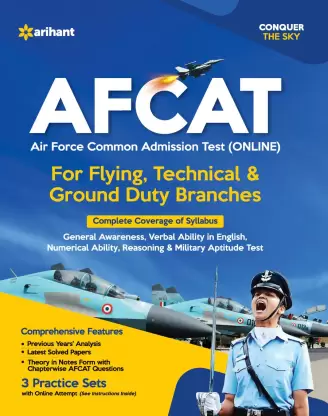 arihant
CONQUER
THE SKY
AFCAT
Air Force Common Admission Test (ONLINE)
For Flying, Technical &
Ground Duty Branches
Complete Coverage of Syllabus
General Awareness, Verbal Ability in English,
Numerical Ability, Reasoning & Military Aptitude Test
Comprehensive Features
• Previous Years' Analysis
• Latest Solved Papers
• Theory in Notes Form with
Chapterwise AFCAT Questions
3 Practice Sets
with Online Attempt (See Instructions Inside)